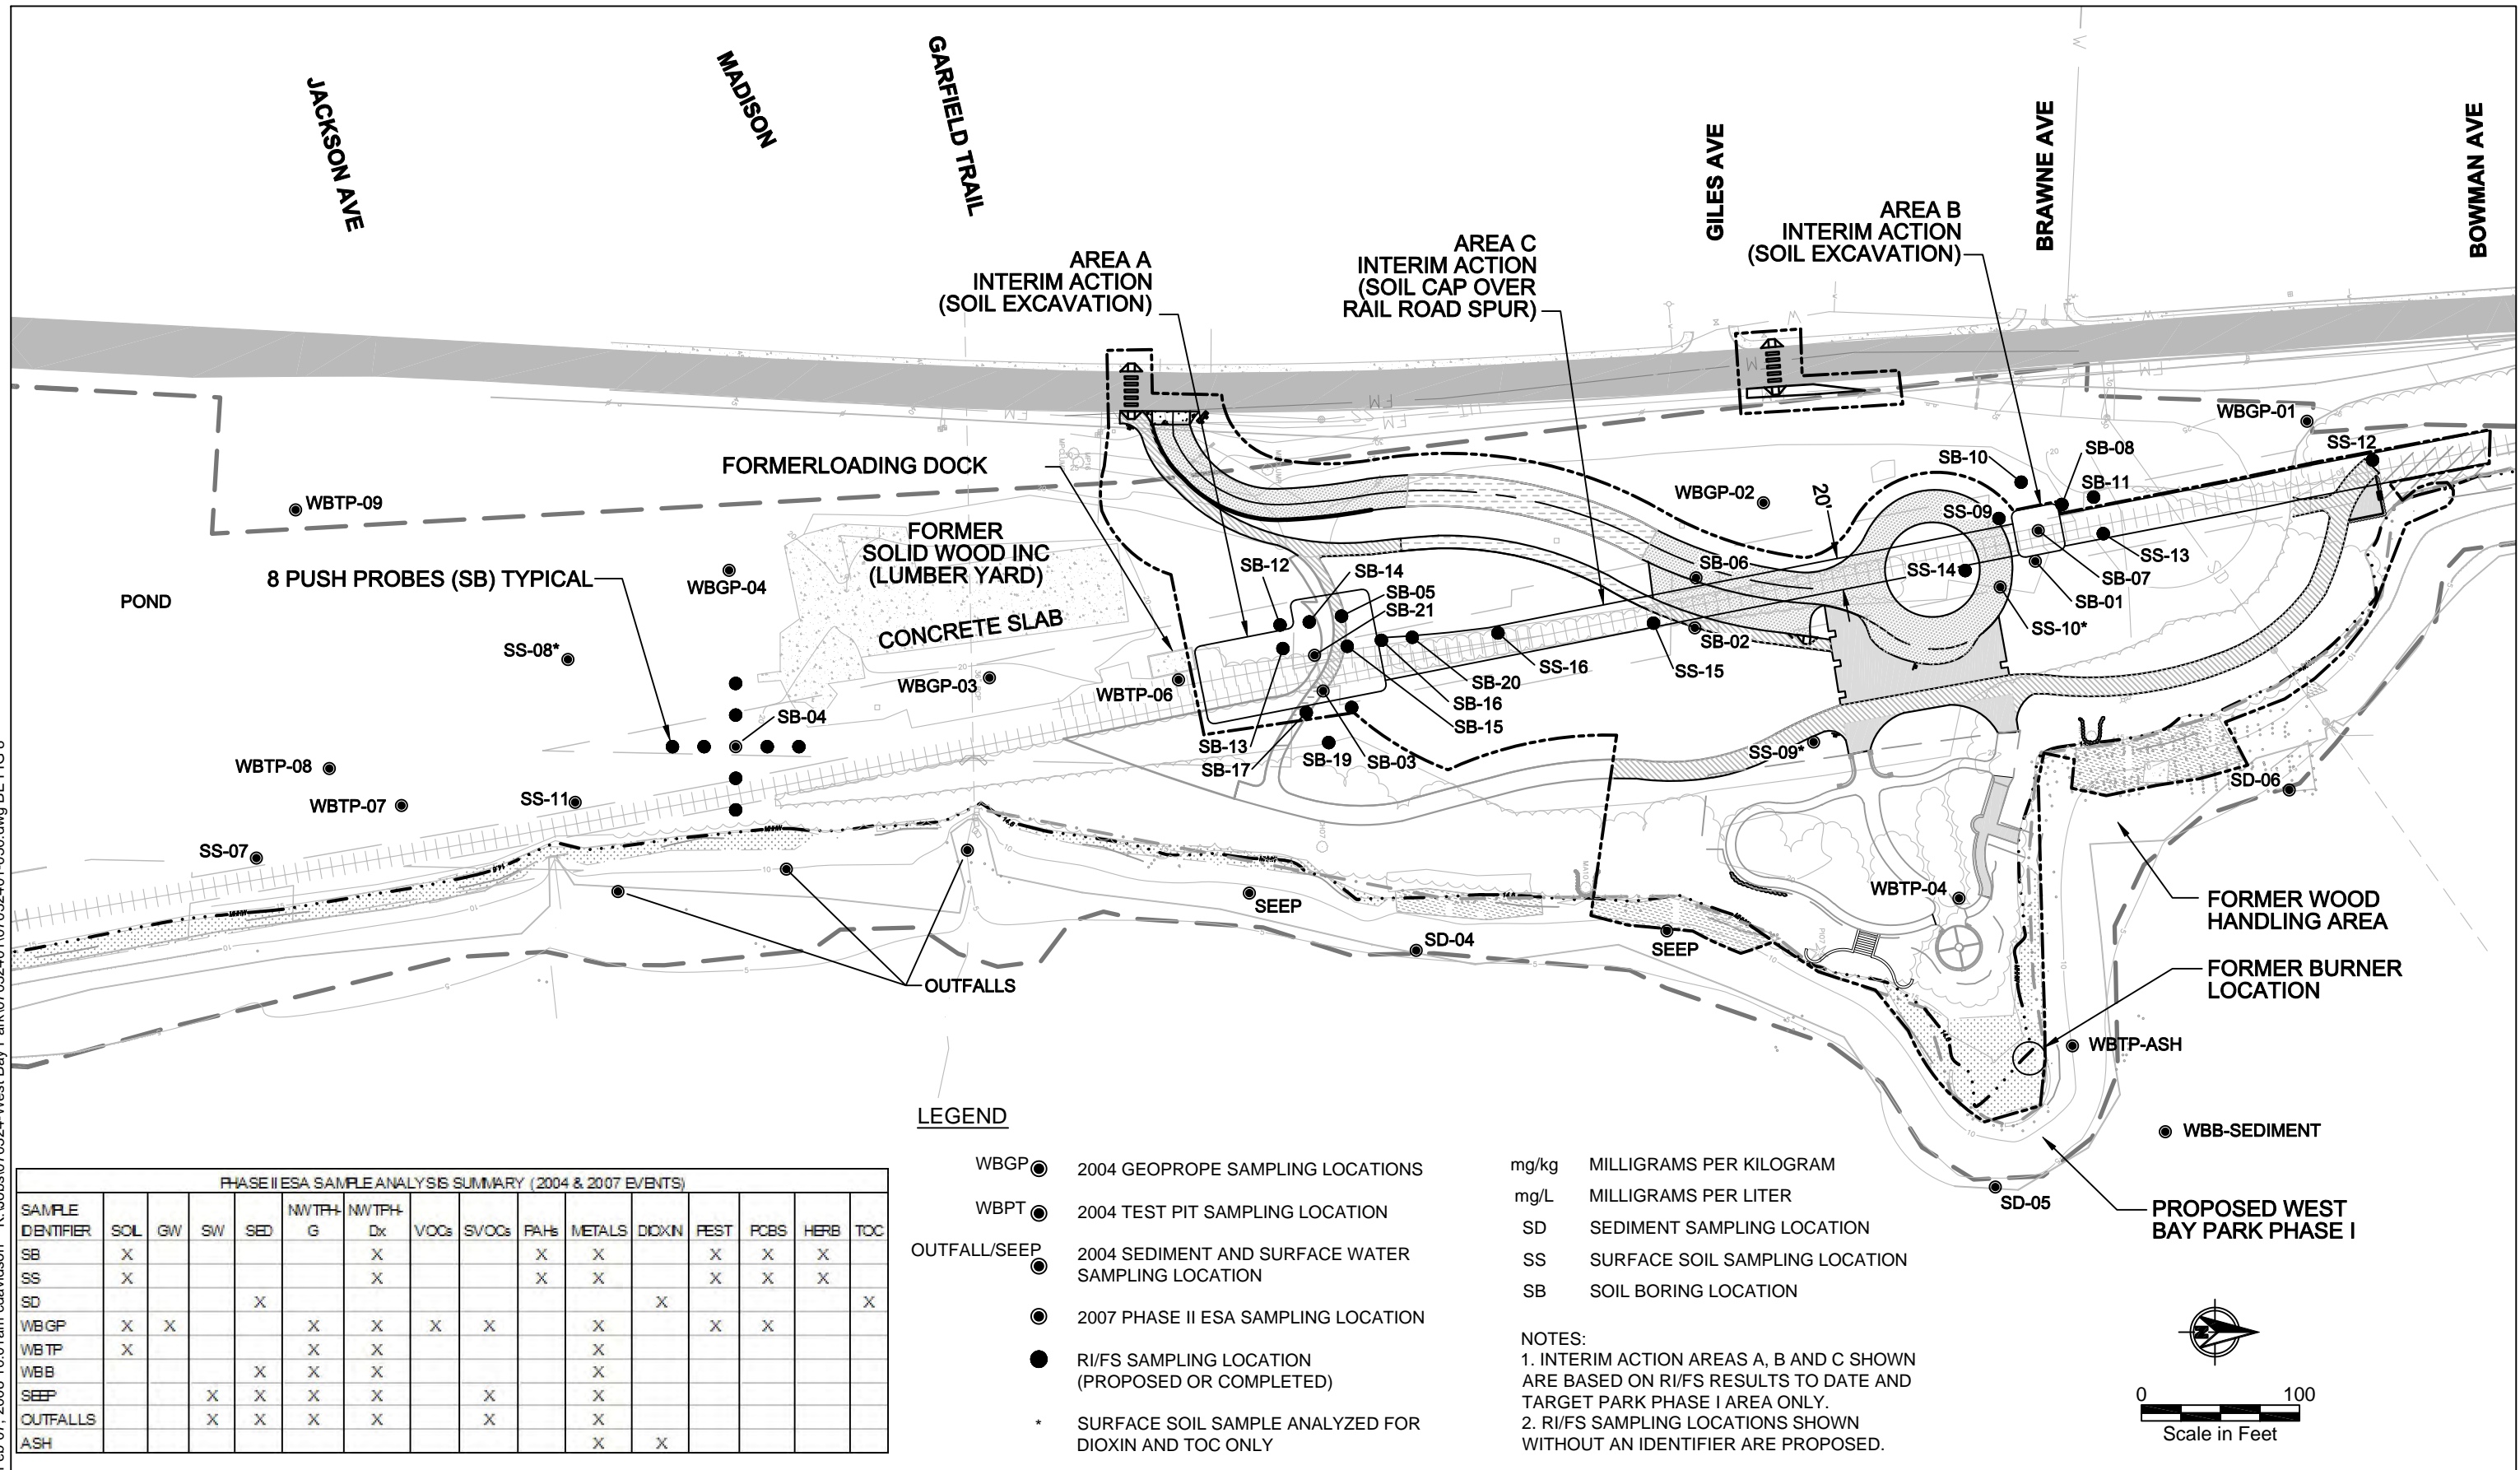 JACKSON AVE
MADISON
GARFIELD TRAIL
GILES AVE
BRAWNE AVE
BOWMAN AVE
AREA A
INTERIM ACTION
(SOIL EXCAVATION)
AREA C
INTERIM ACTION
(SOIL CAP OVER
RAIL ROAD SPUR)
AREA B
INTERIM ACTION
(SOIL EXCAVATION)
WBGP-01
SS-12
SB-08
SB-10
SB-11
FORMERLOADING DOCK
WBGP-02
20'
SS-09
WBTP-09
FORMER
SOLID WOOD INC
(LUMBER YARD)
SS-13
SB-12
SB-14
SB-06
SS-14
SB-07
8 PUSH PROBES (SB) TYPICAL
WBGP-04
SB-05
SB-01
POND
SB-21
SS-10*
CONCRETE SLAB
SS-08*
SB-02
SS-16
SS-15
WBGP-03
WBTP-06
SB-20
SB-16
SB-04
SB-15
SB-13
SS-09*
SB-19
SB-03
SB-17
WBTP-08
SD-06
SS-11
WBTP-07
SS-07
WBTP-04
FORMER WOOD
HANDLING AREA
SEEP
SD-04
SEEP
OUTFALLS
FORMER BURNER
LOCATION
WBTP-ASH
WBB-SEDIMENT
SD-05
PROPOSED WEST
BAY PARK PHASE I
LEGEND
WBGP 2004 GEOPROPE SAMPLING LOCATIONS
WBPT 2004 TEST PIT SAMPLING LOCATION
OUTFALL/SEEP 2004 SEDIMENT AND SURFACE WATER
SAMPLING LOCATION
2007 PHASE II ESA SAMPLING LOCATION
RI/FS SAMPLING LOCATION
(PROPOSED OR COMPLETED)
* SURFACE SOIL SAMPLE ANALYZED FOR
DIOXIN AND TOC ONLY
mg/kg MILLIGRAMS PER KILOGRAM
mg/L MILLIGRAMS PER LITER
SD SEDIMENT SAMPLING LOCATION
SS SURFACE SOIL SAMPLING LOCATION
SB SOIL BORING LOCATION
NOTES:
1. INTERIM ACTION AREAS A, B AND C SHOWN
ARE BASED ON RI/FS RESULTS TO DATE AND
TARGET PARK PHASE I AREA ONLY.
2. RI/FS SAMPLING LOCATIONS SHOWN
WITHOUT AN IDENTIFIER ARE PROPOSED.
N
0 100
Scale in Feet
PHASE II ESA SAMPLE ANALYSIS SUMMARY (2004 & 2007 EVENTS)
SAMPLE IDENTIFIER SOIL GW SW SED NWTPH-G NWTPH-Dx VOCs SVOCs PAHs METALS DIOXIN PEST PCBS HERB TOC
SB X X X X X X X
SS X X X X X X X
SD X X X
WBGP X X X X X X X X X
WBTP X X X X
WBB X X X X
SEEP X X X X X X
OUTFALLS X X X X X X
ASH X X